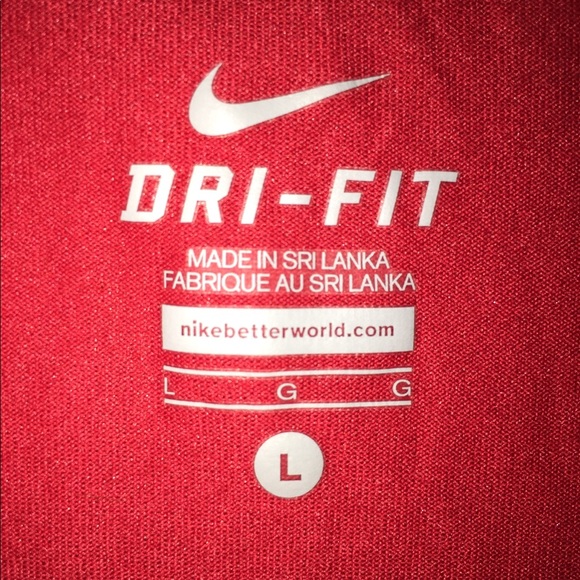 DRI-FIT
MADE IN SRI LANKA
FABRIQUE AU SRI LANKA
nikebetterworld.com
L G G
L